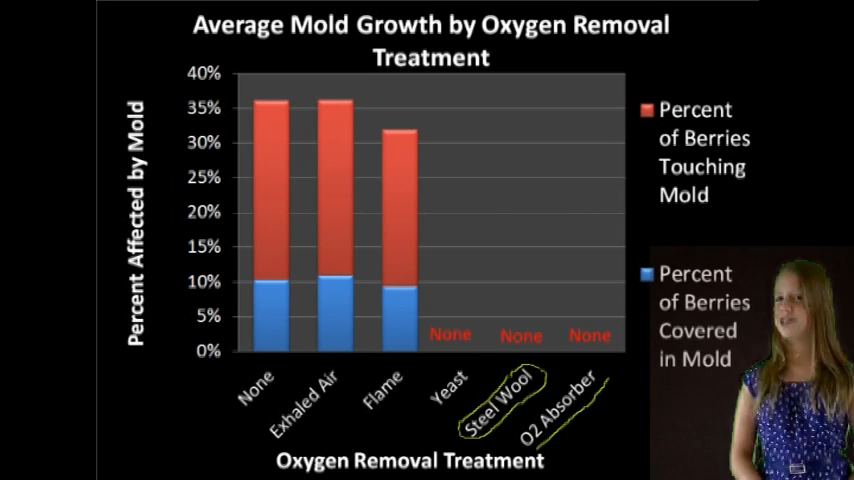 Average Mold Growth by Oxygen Removal
Treatment
Percent Affected by Mold
40%
35%
30%
25%
20%
15%
10%
5%
0%
None
None
None
None
Exhaled Air
Flame
Yeast
Steel Wool
O2 Absorber
Oxygen Removal Treatment
Percent
of Berries
Touching
Mold
Percent
of Berries
Covered
in Mold